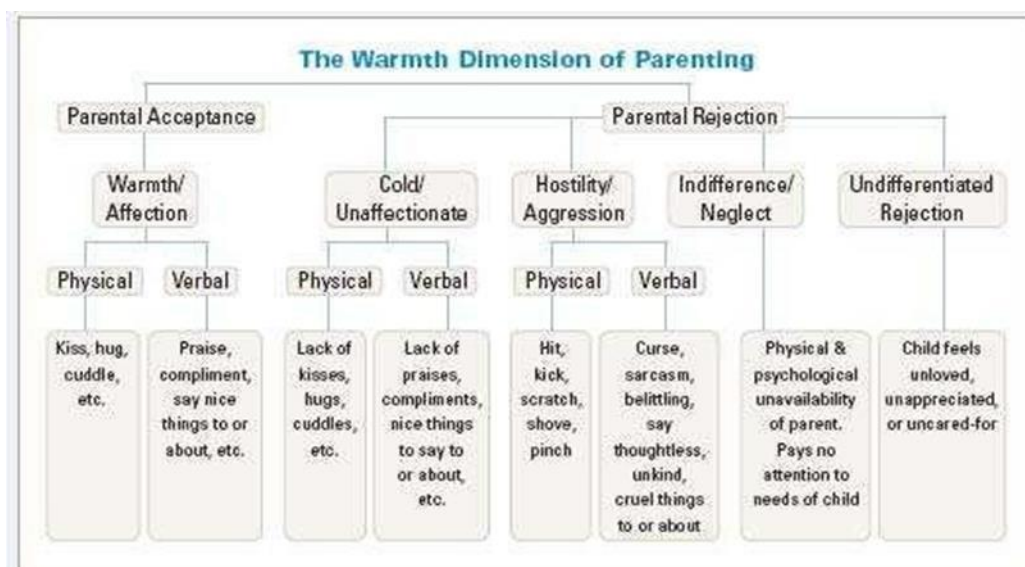 The Warmth Dimension of Parenting
Parental Acceptance
Parental Rejection
Warmth/
Affection
Cold/
Unaffectionate
Hostility/
Aggression
Indifference/
Neglect
Undifferentiated
Rejection
Physical
Verbal
Physical
Verbal
Physical
Verbal
Kiss, hug,
cuddle,
etc.
Praise,
compliment,
say nice
things to or
about, etc.
Lack of
kisses,
hugs,
cuddles,
etc.
Lack of
praises,
compliments,
nice things
to say to
or about,
etc.
Hit,
kick,
scratch,
shove,
pinch
Curse,
sarcasm,
belittling,
say
thoughtless,
unkind,
cruel things
to or about
Physical &
psychological
unavailability
of parent.
Pays no
attention to
needs of child
Child feels
unloved,
unappreciated,
or uncared-for